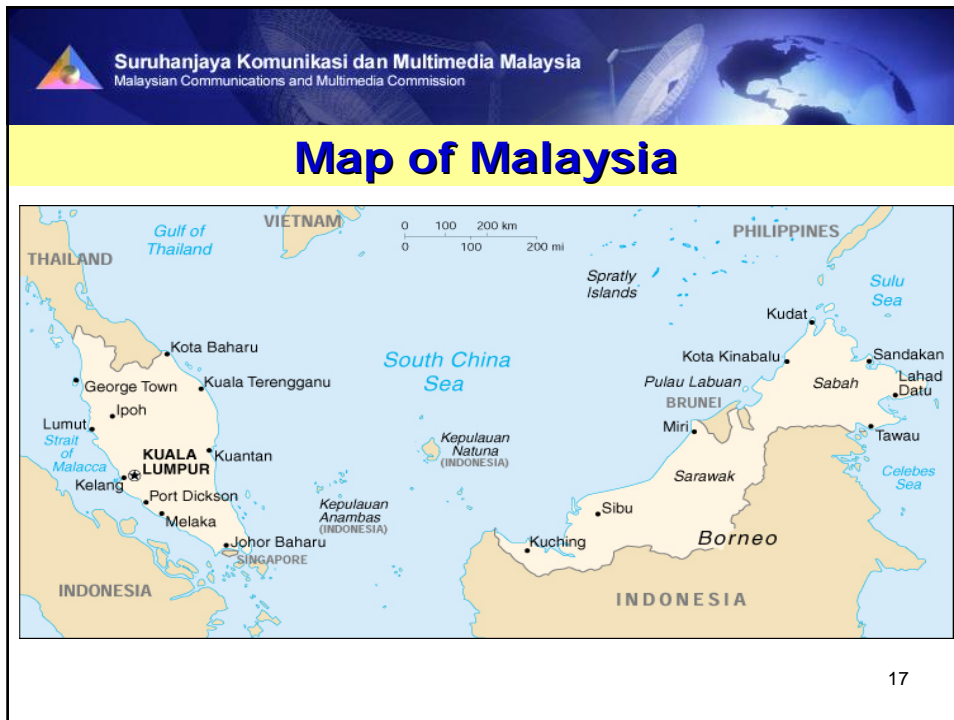 Suruhanjaya Komunikasi dan Multimedia Malaysia
Malaysian Communications and Multimedia Commission
Map of Malaysia
VIETNAM
0 100 200 km
0 100 200 mi
Gulf of
Thailand
THAILAND
PHILIPPINES
Spratly
Islands
Sulu
Sea
Kudat
Kota Baharu
South China
Sea
Kota Kinabalu
Sandakan
George Town
Kuala Terengganu
Pulau Labuan
Sabah
Lahad
Datu
BRUNEI
Ipoh
Lumut
Miri
Tawau
Strait
of
Malacca
KUALA
LUMPUR
Kuantan
Kepulauan
Natuna
(INDONESIA)
Sarawak
Celebes
Sea
Kelang
Port Dickson
Melaka
Kepulauan
Anambas
(INDONESIA)
Sibu
Johor Baharu
SINGAPORE
Kuching
Borneo
INDONESIA
INDONESIA
17